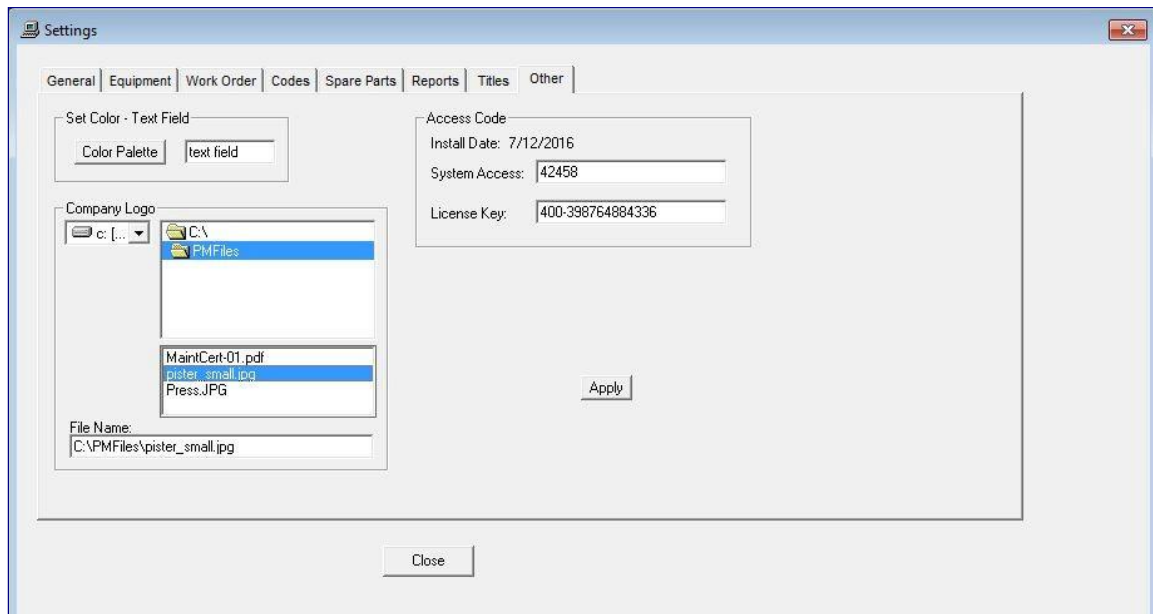 Settings
General Equipment Work Order Codes Spare Parts Reports Titles Other
Set Color - Text Field
Color Palette text field
Company Logo
c: [...
C:\
PMFiles
MaintCert-01.pdf
pister_small.jpg
Press.JPG
File Name:
C:\PMFiles\pister_small.jpg
Access Code
Install Date: 7/12/2016
System Access: 42458
License Key: 400-398764884336
Apply
Close